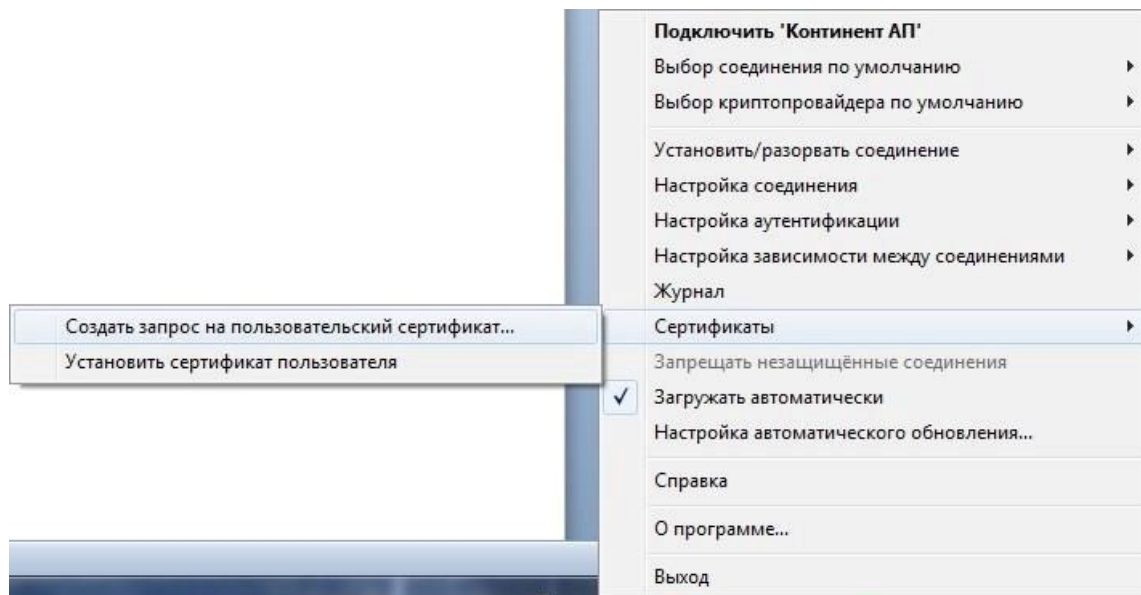 Подключить 'Континент АП'
Выбор соединения по умолчанию
Выбор криптопровайдера по умолчанию
Установить/разорвать соединение
Настройка соединения
Настройка аутентификации
Настройка зависимости между соединениями
Журнал
Сертификаты
Создать запрос на пользовательский сертификат...
Установить сертификат пользователя
Запрещать незащищённые соединения
Загружать автоматически
Настройка автоматического обновления...
Справка
О программе...
Выход